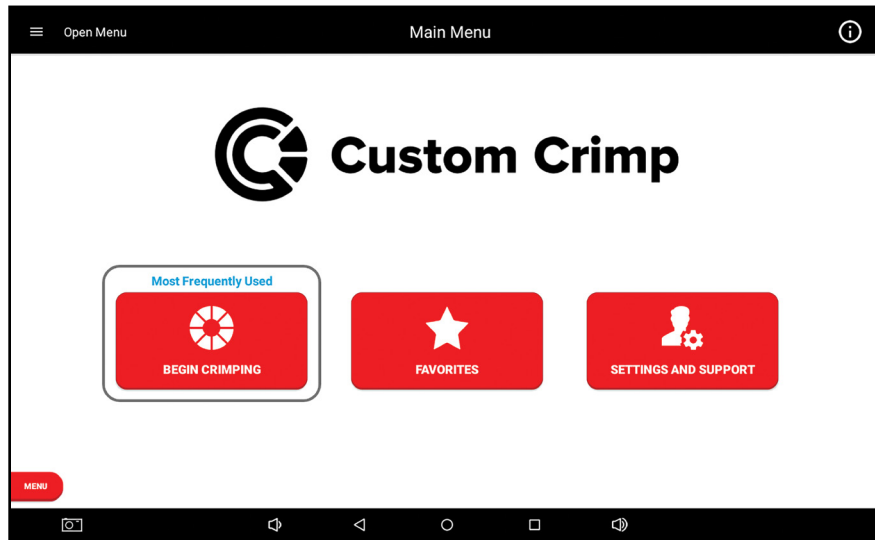 Open Menu
Main Menu
Custom Crimp
Most Frequently Used
BEGIN CRIMPING
FAVORITES
SETTINGS AND SUPPORT
MENU